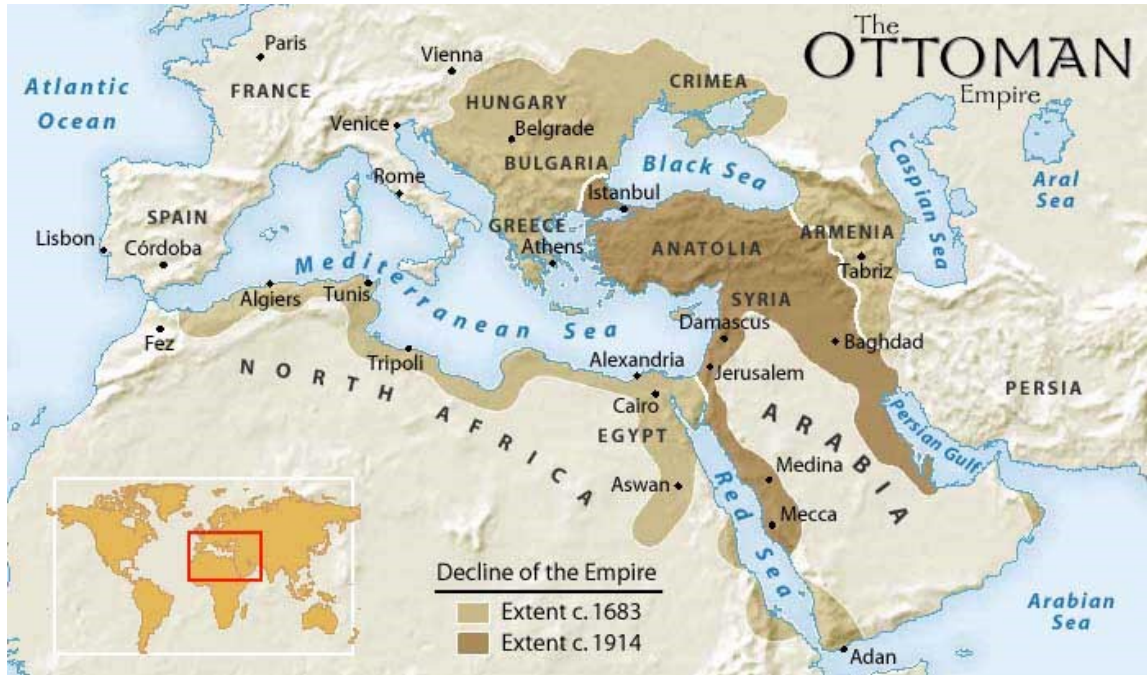 The
OTTOMAN
Empire
Paris
Vienna
CRIMEA
Atlantic
Ocean
FRANCE
HUNGARY
Venice
Belgrade
BULGARIA
Black Sea
Caspian Sea
Aral
Sea
Rome
Istanbul
SPAIN
GREECE
ARMENIA
Lisbon
Córdoba
Athens
ANATOLIA
Tabriz
Mediterranean Sea
Algiers
Tunis
SYRIA
Damascus
Baghdad
Fez
Tripoli
Alexandria
Jerusalem
NORTH AFRICA
Cairo
PERSIA
EGYPT
ARABIA
Persian Gulf
Medina
Aswan
Red Sea
Mecca
Decline of the Empire
Extent c. 1683
Extent c. 1914
Arabian
Sea
Adan